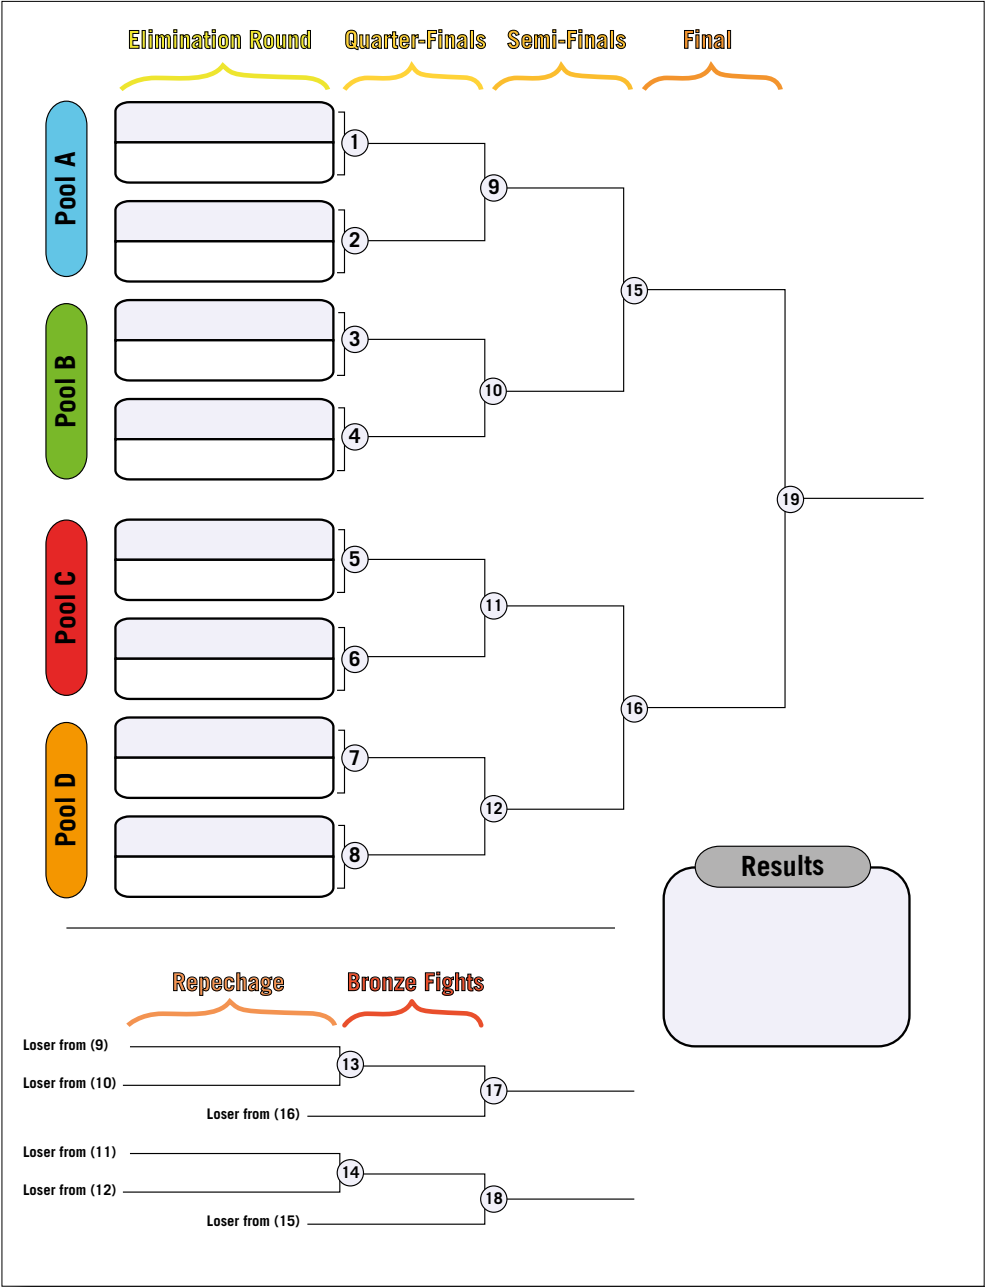 Elimination Round Quarter-Finals Semi-Finals Final
Pool A
1
9
2
15
Pool B
3
10
4
19
Pool C
5
11
6
16
Pool D
7
12
8
Results
Repechage Bronze Fights
Loser from (9)
13
Loser from (10)
17
Loser from (16)
Loser from (11)
14
Loser from (12)
18
Loser from (15)